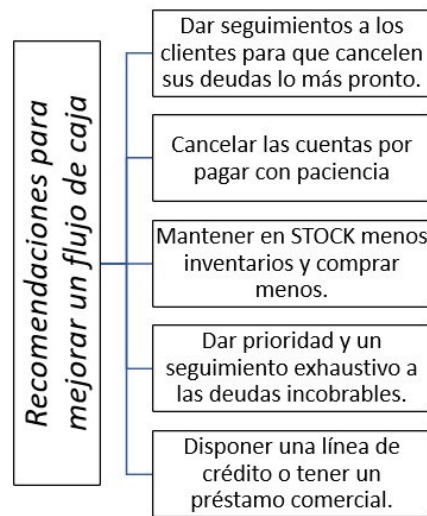 Recomendaciones para
mejorar un flujo de caja
Dar seguimientos a los
clientes para que cancelen
sus deudas lo más pronto.
Cancelar las cuentas por
pagar con paciencia
Mantener en STOCK menos
inventarios y comprar
menos.
Dar prioridad y un
seguimiento exhaustivo a
las deudas incobrables.
Disponer una línea de
crédito o tener un
préstamo comercial.